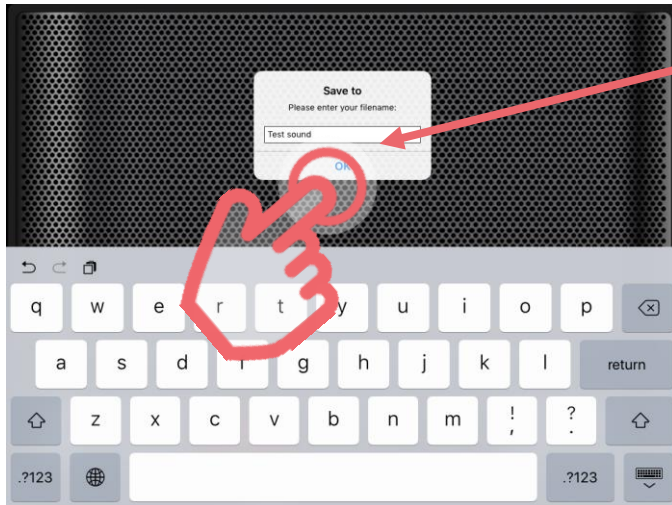 Save to
Please enter your filename:
Test sound
OK
q w e r t y u i o p
a s d f g h j k l return
z x c v b n m ! , ? .
.?123 .?123